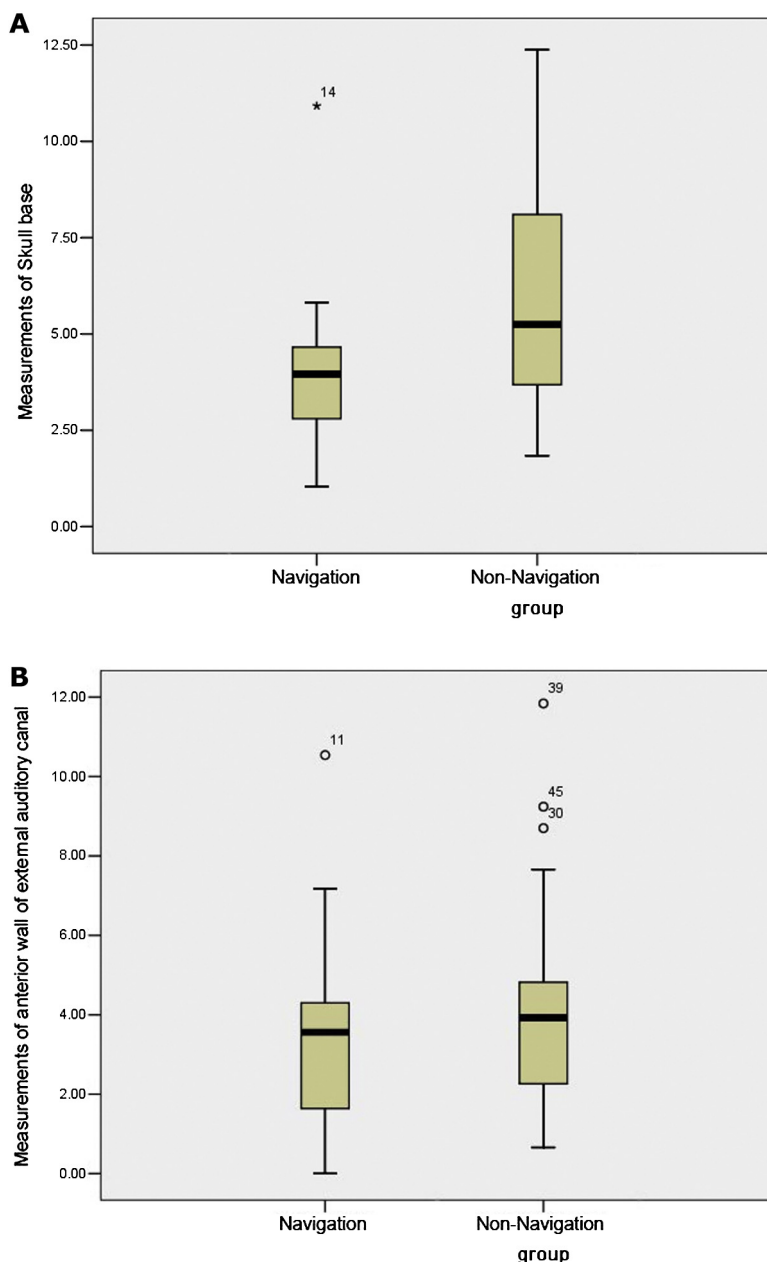 A
Measurements of Skull base
12.50
10.00
7.50
5.00
2.50
0.00
14
*
Navigation
Non-Navigation
group
B
Measurements of anterior wall of external auditory canal
12.00
10.00
8.00
6.00
4.00
2.00
0.00
11
39
45
30
Navigation
Non-Navigation
group